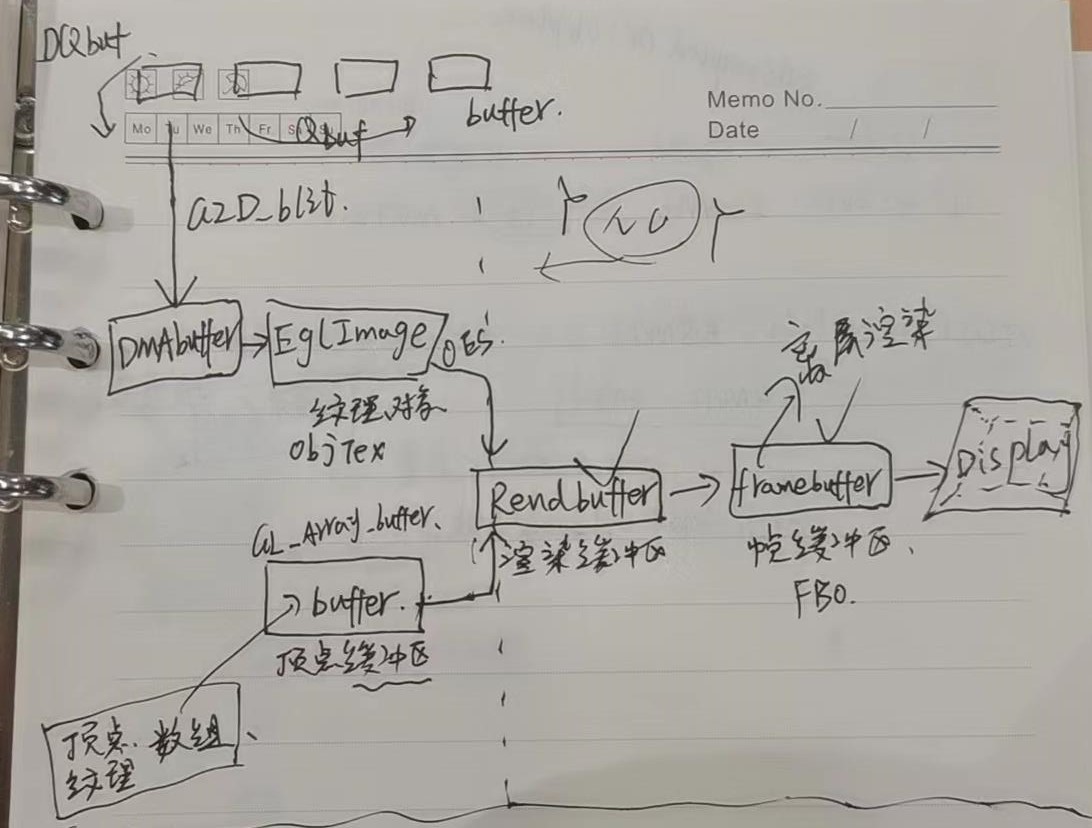 DQbuf
buffer.
Qbuf
Memo No.
Date / /
Mo Tu We Th Fr Sa Su
G2D_blit.
NO
DMAbuffer
EglImage
OES
纹理对象
ObjTex
离屏渲染
Rendbuffer
渲染缓冲区
framebuffer
帧缓冲区、
FBO.
Display
GL_Array_buffer、
buffer.
顶点缓冲区
顶点、数组、
纹理